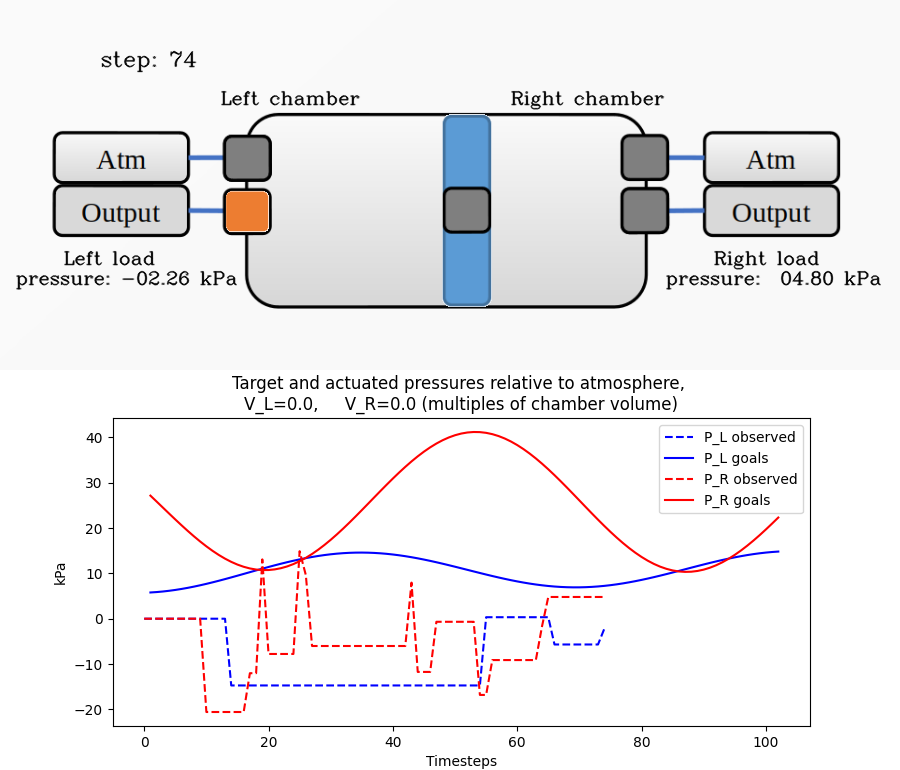 step: 74
Left chamber
Right chamber
Atm
Atm
Output
Output
Left load
pressure: -02.26 kPa
Right load
pressure: 04.80 kPa
Target and actuated pressures relative to atmosphere,
V_L=0.0, V_R=0.0 (multiples of chamber volume)
P_L observed
P_L goals
P_R observed
P_R goals
kPa
40
30
20
10
0
−10
−20
0 20 40 60 80 100
Timesteps